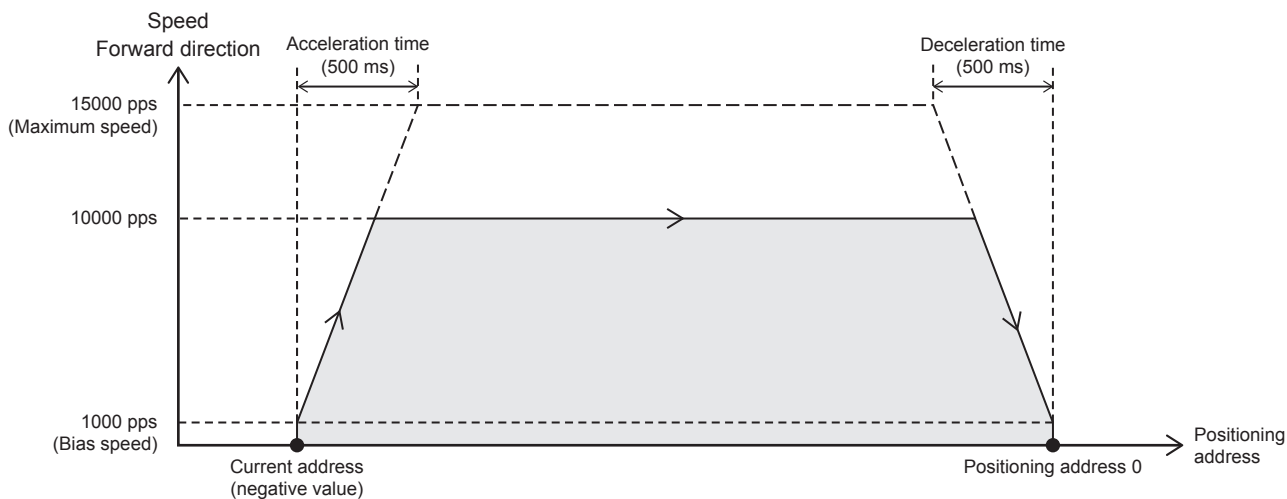 Speed
Forward direction
Acceleration time
(500 ms)
Deceleration time
(500 ms)
15000 pps
(Maximum speed)
10000 pps
1000 pps
(Bias speed)
Current address
(negative value)
Positioning address 0
Positioning
address